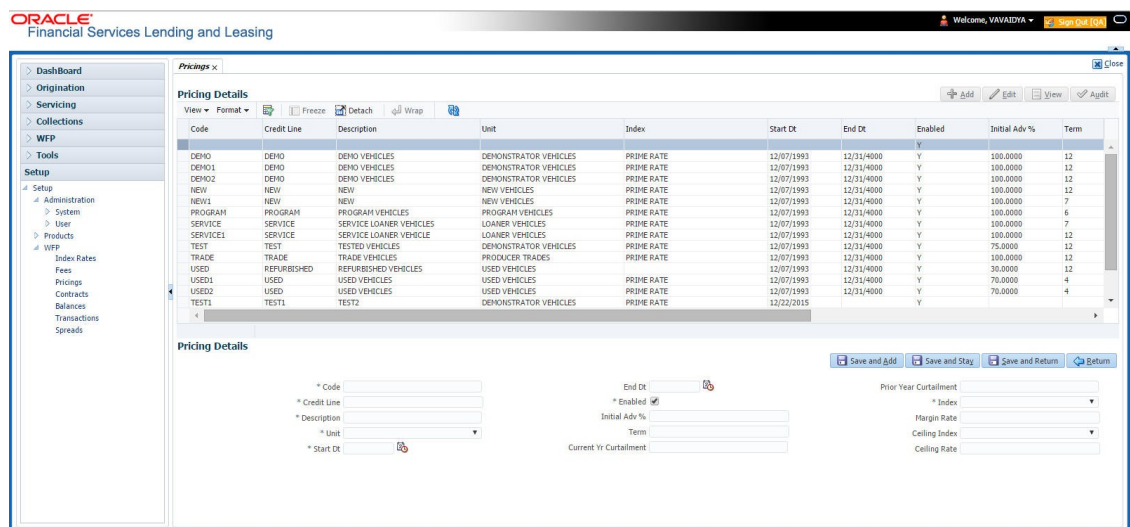 ORACLE
Financial Services Lending and Leasing
Welcome, VAVAIDYA
Sign Out [QA]
DashBoard
Origination
Servicing
Collections
WFP
Tools
Setup
Setup
Administration
System
User
Products
WFP
Index Rates
Fees
Pricings
Contracts
Balances
Transactions
Spreads
Pricings
Close
Pricing Details
Add Edit View Audit
View Format Freeze Detach Wrap
Code Credit Line Description Unit Index Start Dt End Dt Enabled Initial Adv % Term
Y
DEMO DEMO DEMO VEHICLES DEMONSTRATOR VEHICLES PRIME RATE 12/07/1993 12/31/4000 Y 100.0000 12
DEMO1 DEMO DEMO VEHICLES DEMONSTRATOR VEHICLES PRIME RATE 12/07/1993 12/31/4000 Y 100.0000 12
DEMO2 DEMO DEMO VEHICLES DEMONSTRATOR VEHICLES PRIME RATE 12/07/1993 12/31/4000 Y 100.0000 12
NEW NEW NEW NEW VEHICLES PRIME RATE 12/07/1993 12/31/4000 Y 100.0000 12
NEW1 NEW NEW NEW VEHICLES PRIME RATE 12/07/1993 12/31/4000 Y 100.0000 7
PROGRAM PROGRAM PROGRAM VEHICLES PROGRAM VEHICLES PRIME RATE 12/07/1993 12/31/4000 Y 100.0000 6
SERVICE SERVICE SERVICE LOANER VEHICLES LOANER VEHICLES PRIME RATE 12/07/1993 12/31/4000 Y 100.0000 7
SERVICE1 SERVICE SERVICE LOANER VEHICLE LOANER VEHICLES PRIME RATE 12/07/1993 12/31/4000 Y 100.0000 12
TEST TEST TESTED VEHICLES DEMONSTRATOR VEHICLES PRIME RATE 12/07/1993 12/31/4000 Y 75.0000 12
TRADE TRADE TRADE VEHICLES PRODUCER TRADES PRIME RATE 12/07/1993 12/31/4000 Y 100.0000 12
USED REFURBISHED REFURBISHED VEHICLES USED VEHICLES 12/07/1993 12/31/4000 Y 30.0000 12
USED1 USED USED VEHICLES USED VEHICLES PRIME RATE 12/07/1993 12/31/4000 Y 70.0000 4
USED2 USED USED VEHICLES USED VEHICLES PRIME RATE 12/07/1993 12/31/4000 Y 70.0000 4
TEST1 TEST1 TEST2 DEMONSTRATOR VEHICLES PRIME RATE 12/22/2015 Y
Pricing Details
Save and Add Save and Stay Save and Return Return
* Code
* Credit Line
* Description
* Unit
* Start Dt
End Dt
* Enabled
Initial Adv %
Term
Current Yr Curtailment
Prior Year Curtailment
* Index
Margin Rate
Ceiling Index
Ceiling Rate